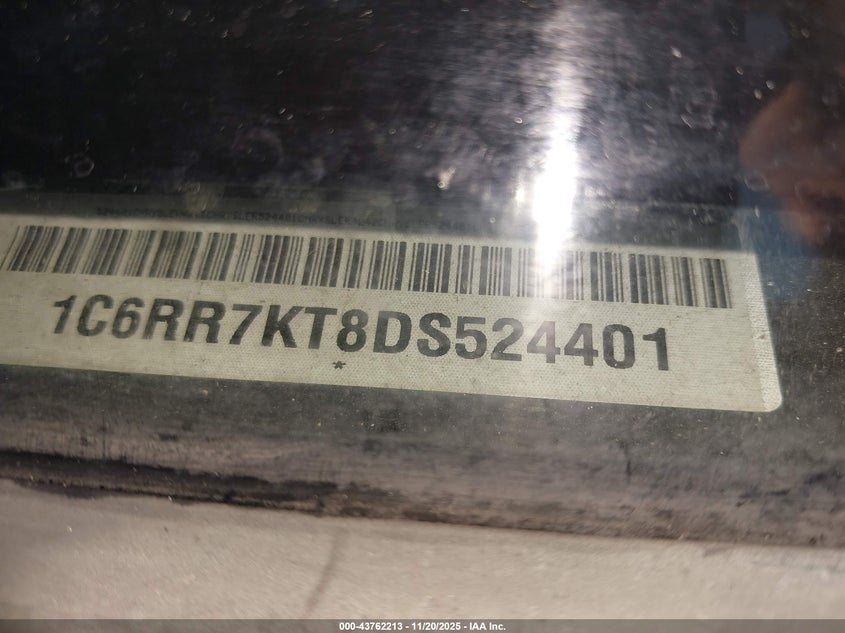 1C6RR7KT8DS524401
*
000-43762213 - 11/20/2025 - IAA Inc.